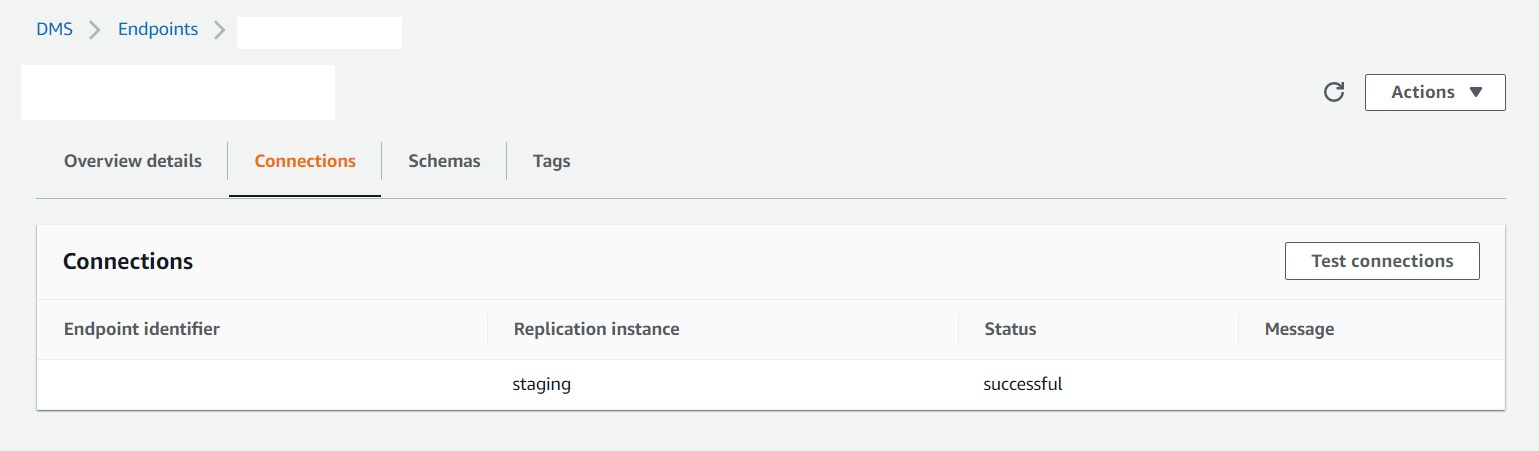 DMS > Endpoints >
Actions ▼
Overview details Connections Schemas Tags
Connections Test connections
Endpoint identifier Replication instance Status Message
staging successful